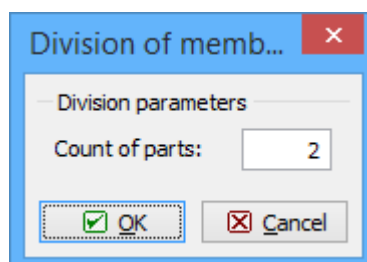 Division of memb...
Division parameters
Count of parts: 2
OK Cancel